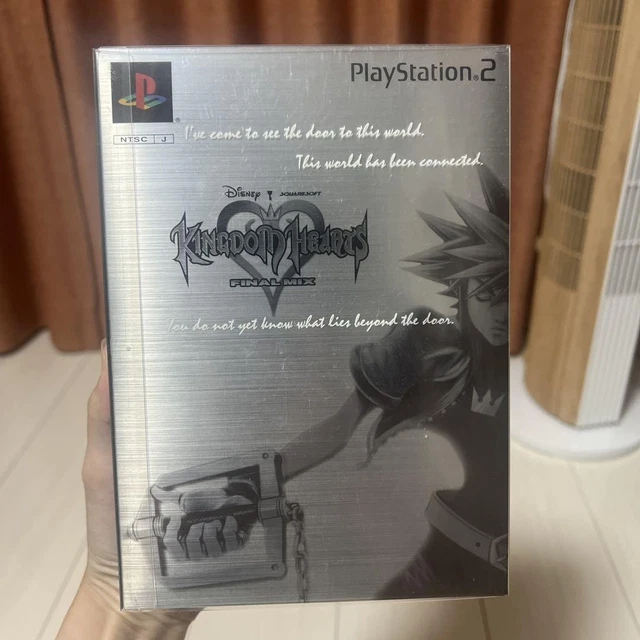 PlayStation.2
NTSC J
I've come to see the door to this world.
This world has been connected.
Disney SQUARESOFT
KINGDOM HEARTS
FINAL MIX
You do not yet know what lies beyond the door.